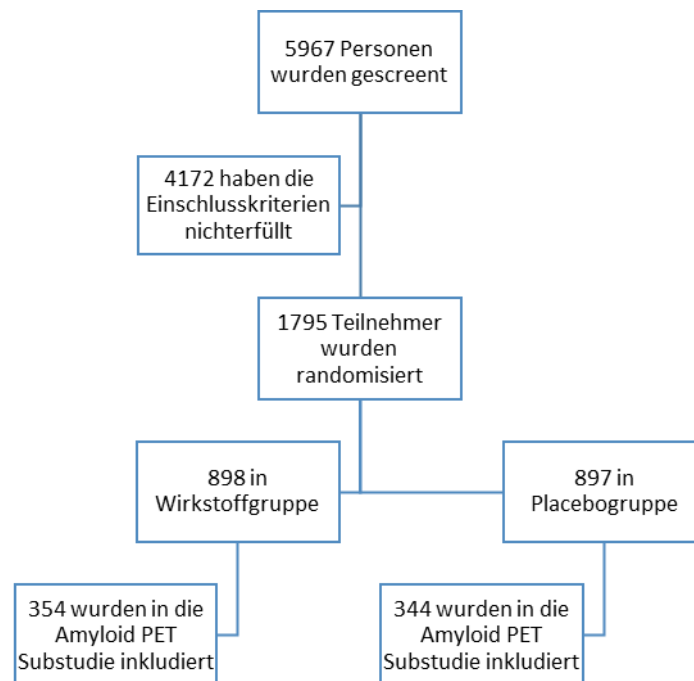 5967 Personen
wurden gescreent
4172 haben die
Einschlusskriterien
nichterfüllt
1795 Teilnehmer
wurden
randomisiert
898 in
Wirkstoffgruppe
897 in
Placebogruppe
354 wurden in die
Amyloid PET
Substudie inkludiert
344 wurden in die
Amyloid PET
Substudie inkludiert